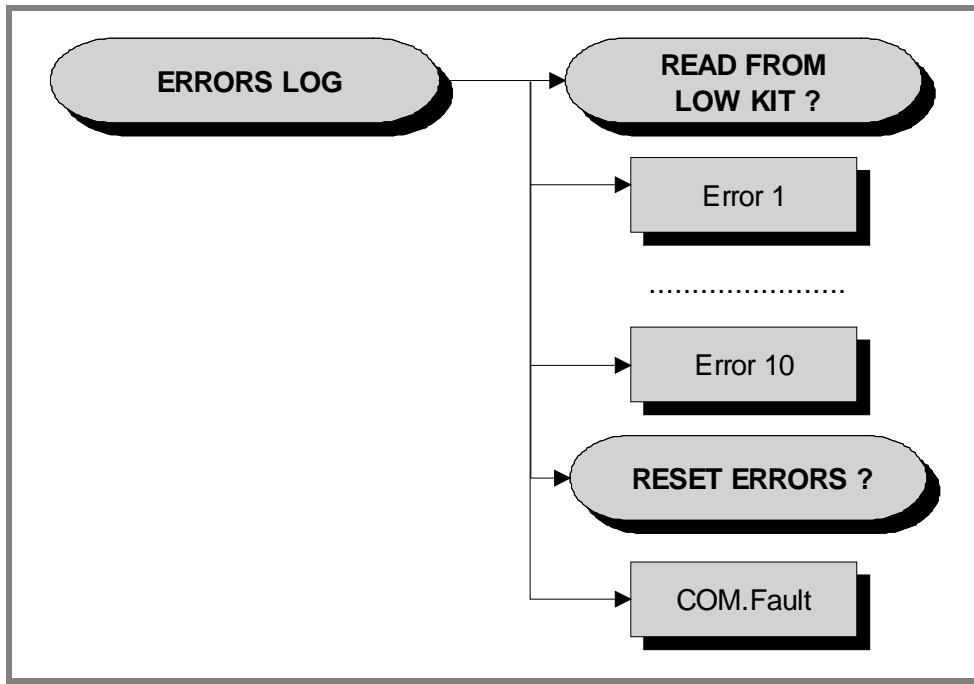 ERRORS LOG
READ FROM
LOW KIT ?
Error 1
.......................
Error 10
RESET ERRORS ?
COM.Fault